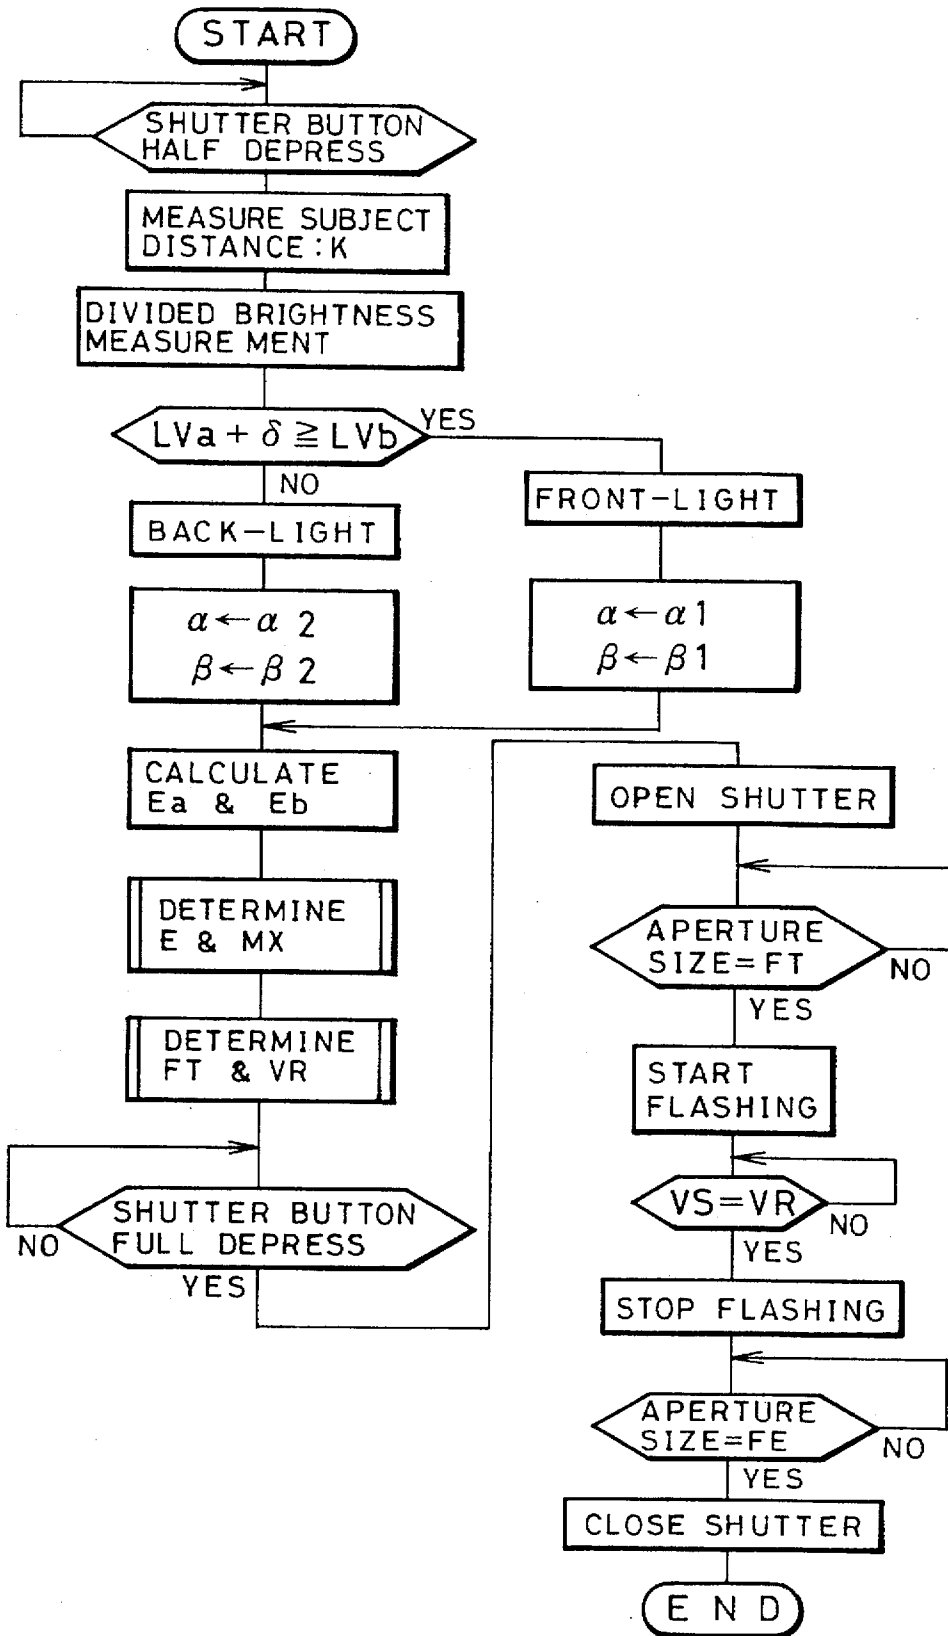 START
SHUTTER BUTTON
HALF DEPRESS
MEASURE SUBJECT
DISTANCE:K
DIVIDED BRIGHTNESS
MEASUREMENT
LVa + δ ≧ LVb
YES
NO
BACK-LIGHT
FRONT-LIGHT
α ← α 2
β ← β 2
α ← α 1
β ← β 1
CALCULATE
Ea & Eb
DETERMINE
E & MX
DETERMINE
FT & VR
SHUTTER BUTTON
FULL DEPRESS
NO
YES
OPEN SHUTTER
APERTURE
SIZE=FT
NO
YES
START
FLASHING
VS=VR
NO
YES
STOP FLASHING
APERTURE
SIZE=FE
NO
YES
CLOSE SHUTTER
END